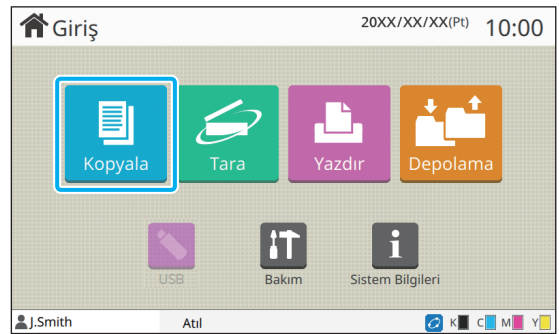 Giriş 20XX/XX/XX(Pt) 10:00
Kopyala Tara Yazdır Depolama
USB Bakım Sistem Bilgileri
J.Smith Atıl K C M Y